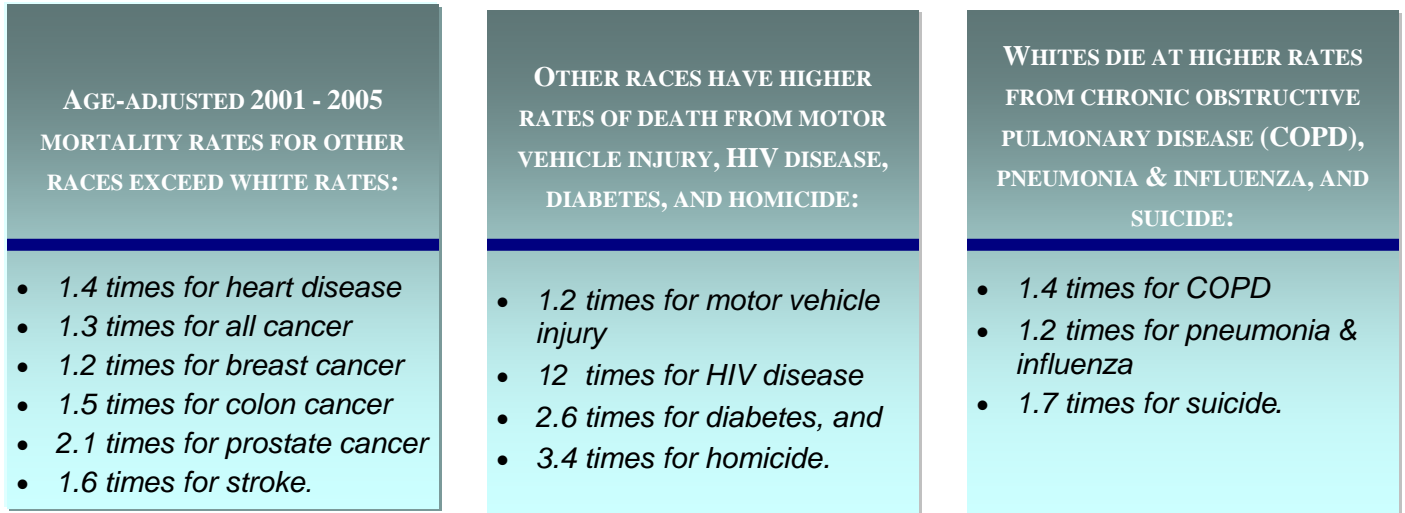 AGE-ADJUSTED 2001 - 2005
MORTALITY RATES FOR OTHER
RACES EXCEED WHITE RATES:
• 1.4 times for heart disease
• 1.3 times for all cancer
• 1.2 times for breast cancer
• 1.5 times for colon cancer
• 2.1 times for prostate cancer
• 1.6 times for stroke.
OTHER RACES HAVE HIGHER
RATES OF DEATH FROM MOTOR
VEHICLE INJURY, HIV DISEASE,
DIABETES, AND HOMICIDE:
• 1.2 times for motor vehicle
injury
• 12 times for HIV disease
• 2.6 times for diabetes, and
• 3.4 times for homicide.
WHITES DIE AT HIGHER RATES
FROM CHRONIC OBSTRUCTIVE
PULMONARY DISEASE (COPD),
PNEUMONIA & INFLUENZA, AND
SUICIDE:
• 1.4 times for COPD
• 1.2 times for pneumonia &
influenza
• 1.7 times for suicide.